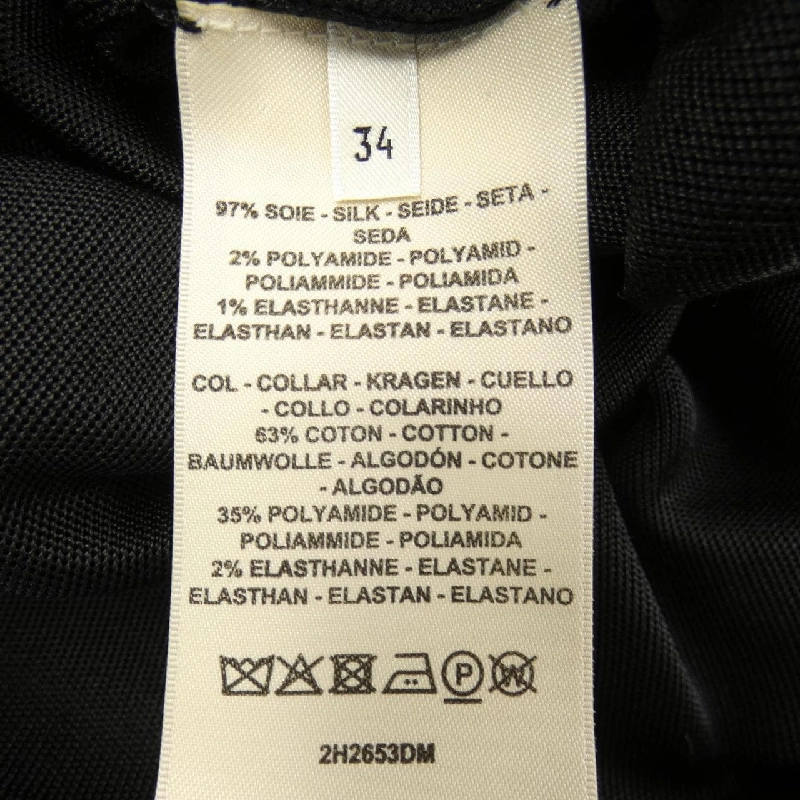 34
97% SOIE - SILK - SEIDE - SETA -
SEDA
2% POLYAMIDE - POLYAMID -
POLIAMMIDE - POLIAMIDA
1% ELASTHANNE - ELASTANE -
ELASTHAN - ELASTAN - ELASTANO
COL - COLLAR - KRAGEN - CUELLO
- COLLO - COLARINHO
63% COTON - COTTON -
BAUMWOLLE - ALGODÓN - COTONE
- ALGODÃO
35% POLYAMIDE - POLYAMID -
POLIAMMIDE - POLIAMIDA
2% ELASTHANNE - ELASTANE -
ELASTHAN - ELASTAN - ELASTANO
P W
2H2653DM